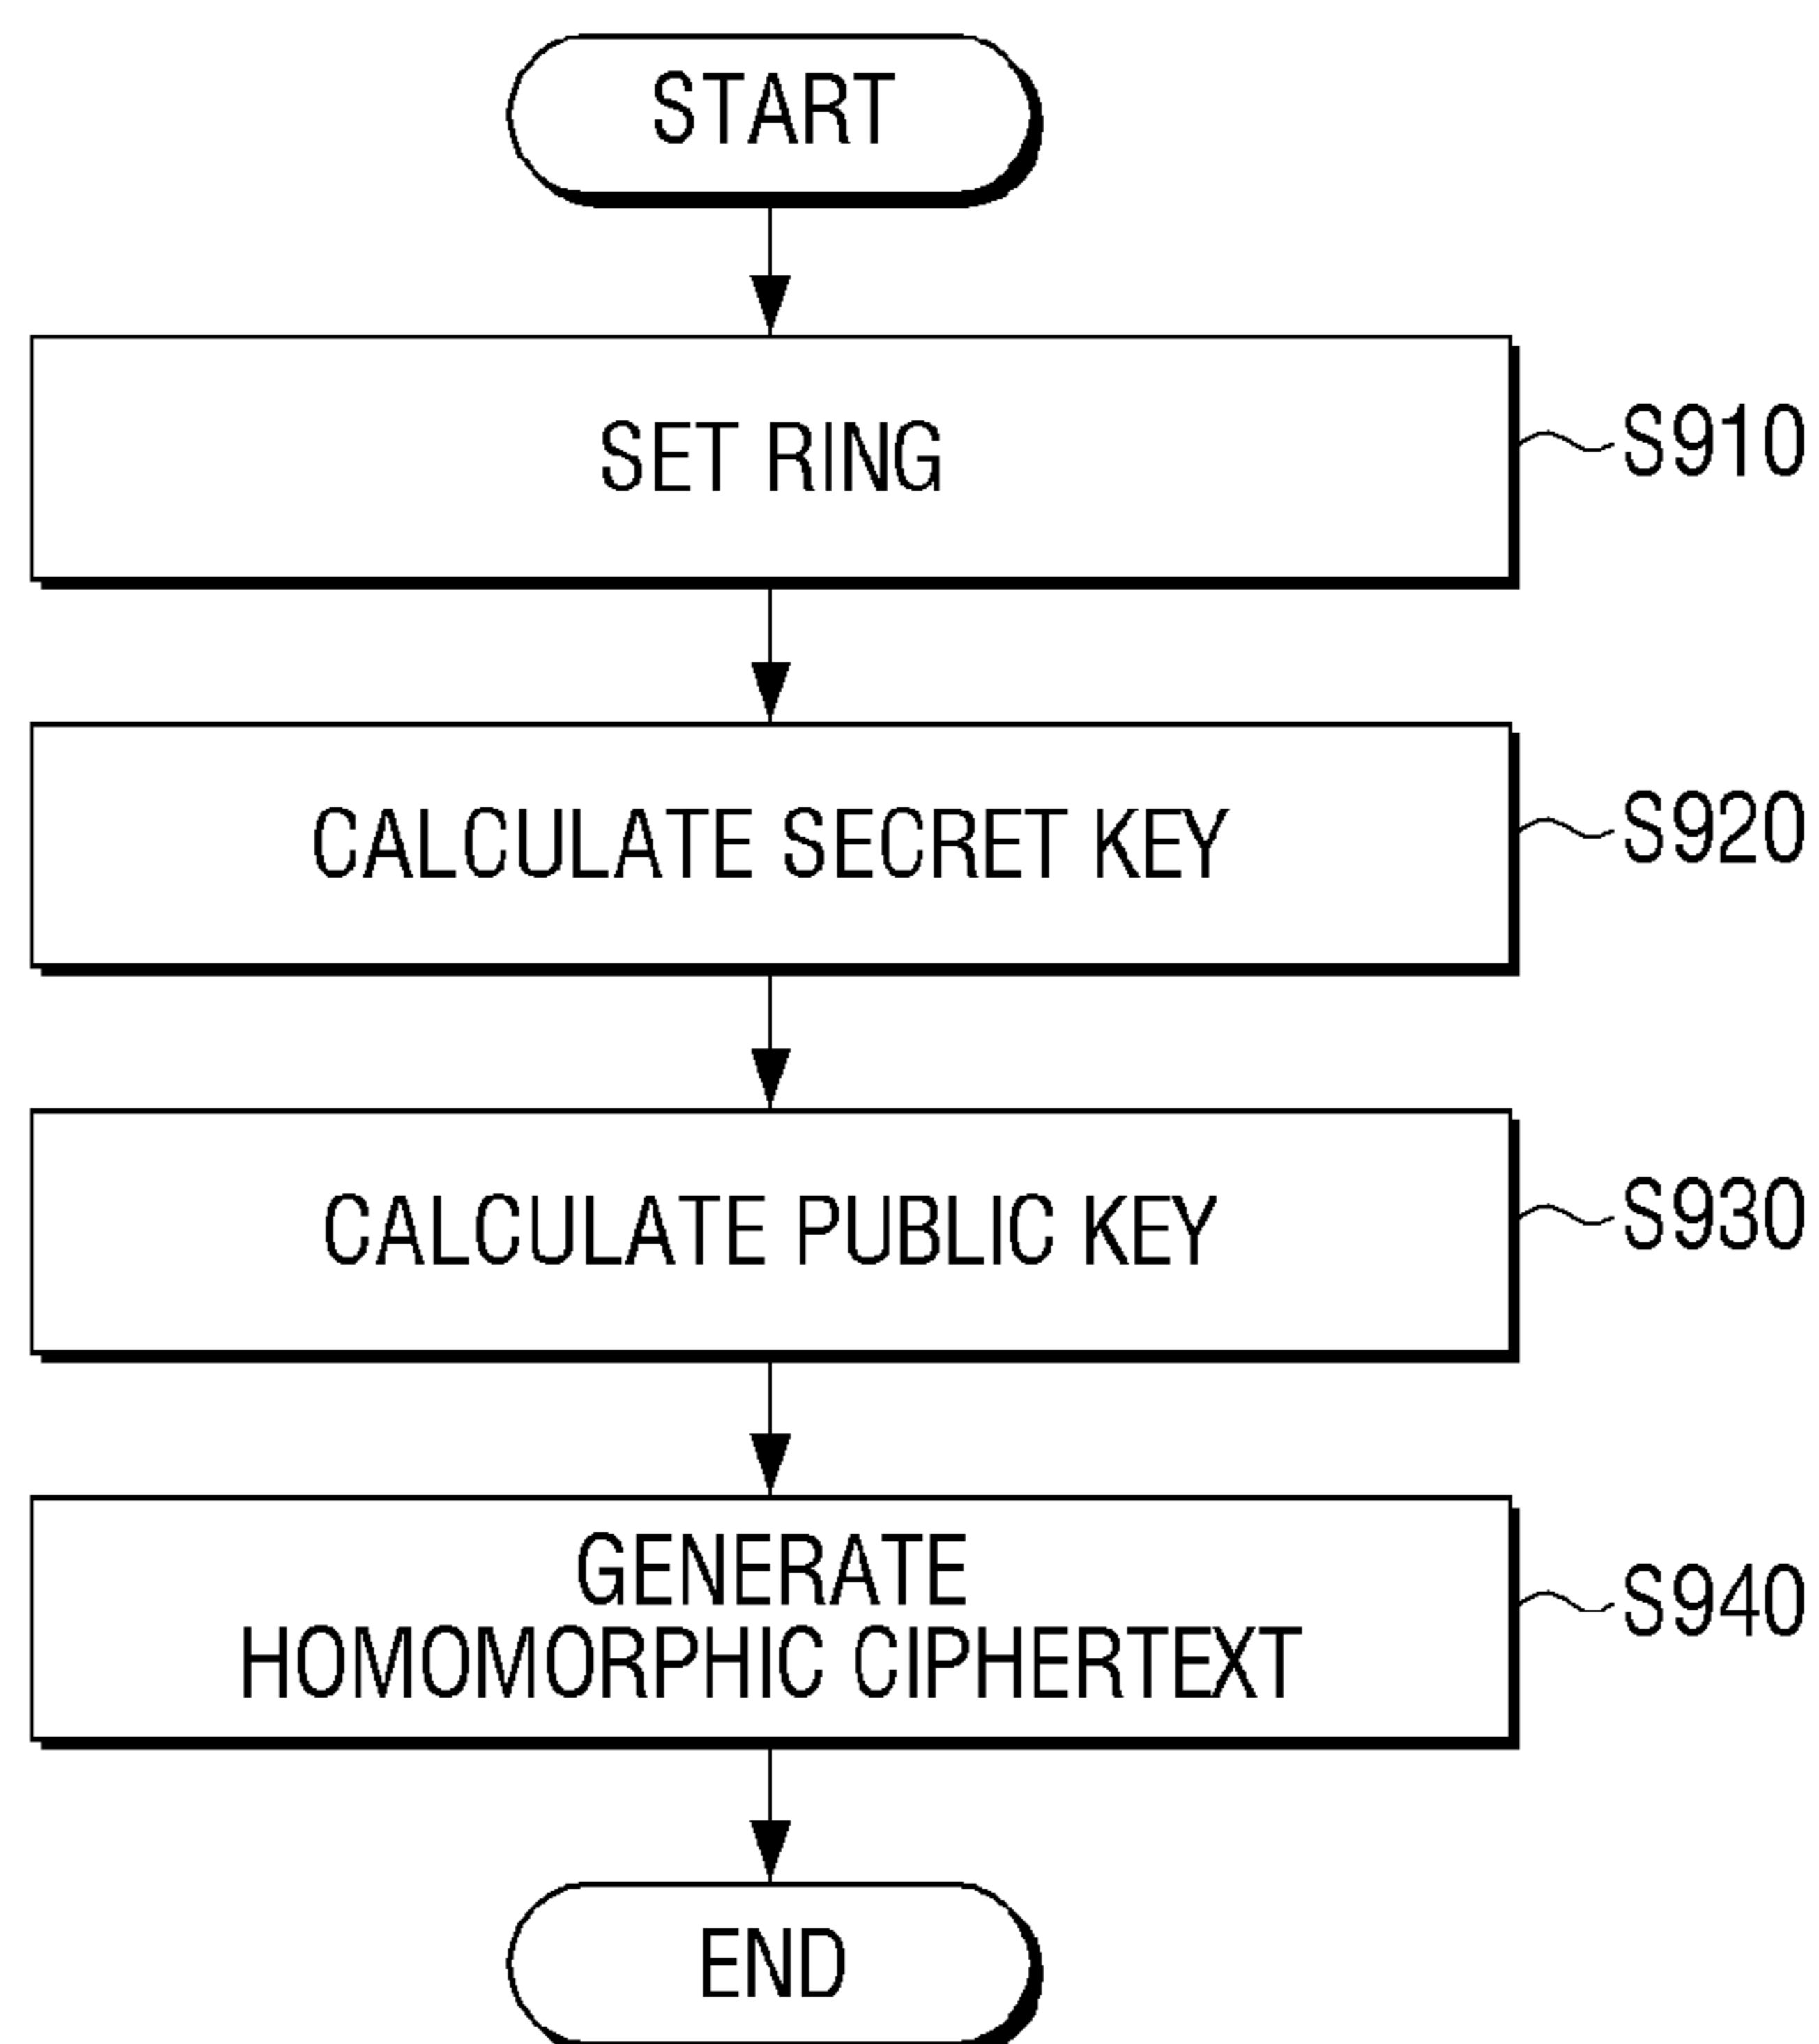 START
SET RING
S910
CALCULATE SECRET KEY
S920
CALCULATE PUBLIC KEY
S930
GENERATE
HOMOMORPHIC CIPHERTEXT
S940
END